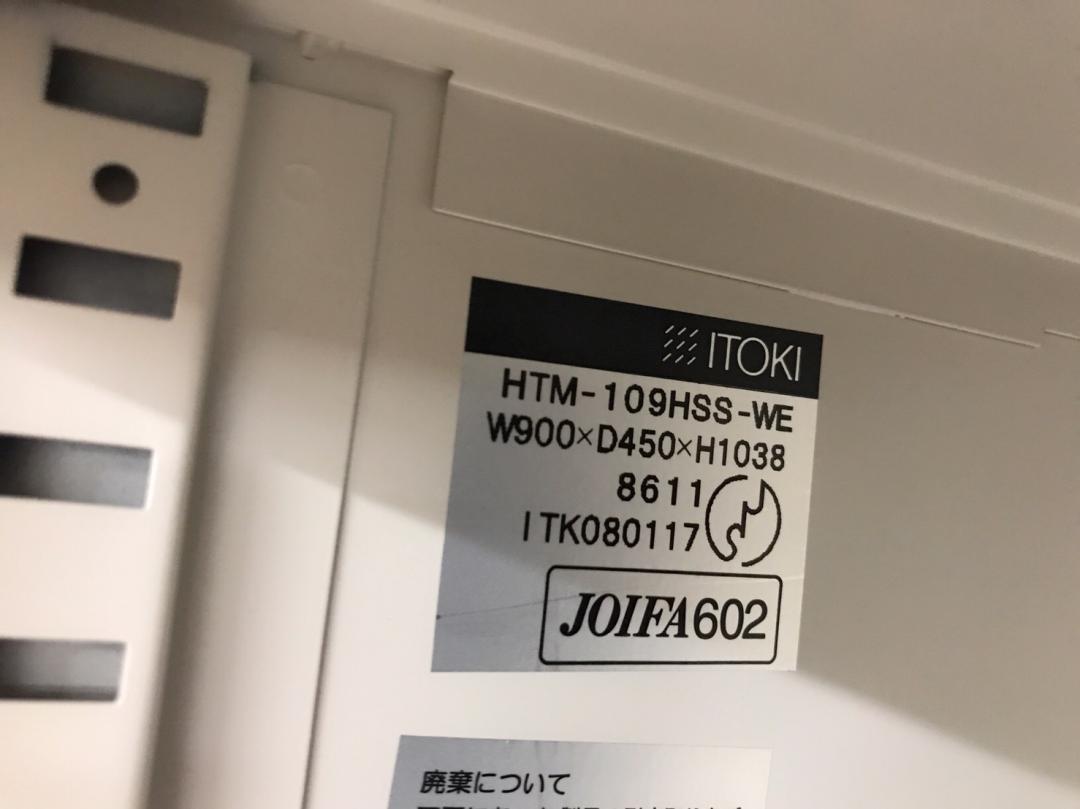 ITOKI
HTM-109HSS-WE
W900×D450×H1038
8611
ITK080117
JOIFA602
廃棄について